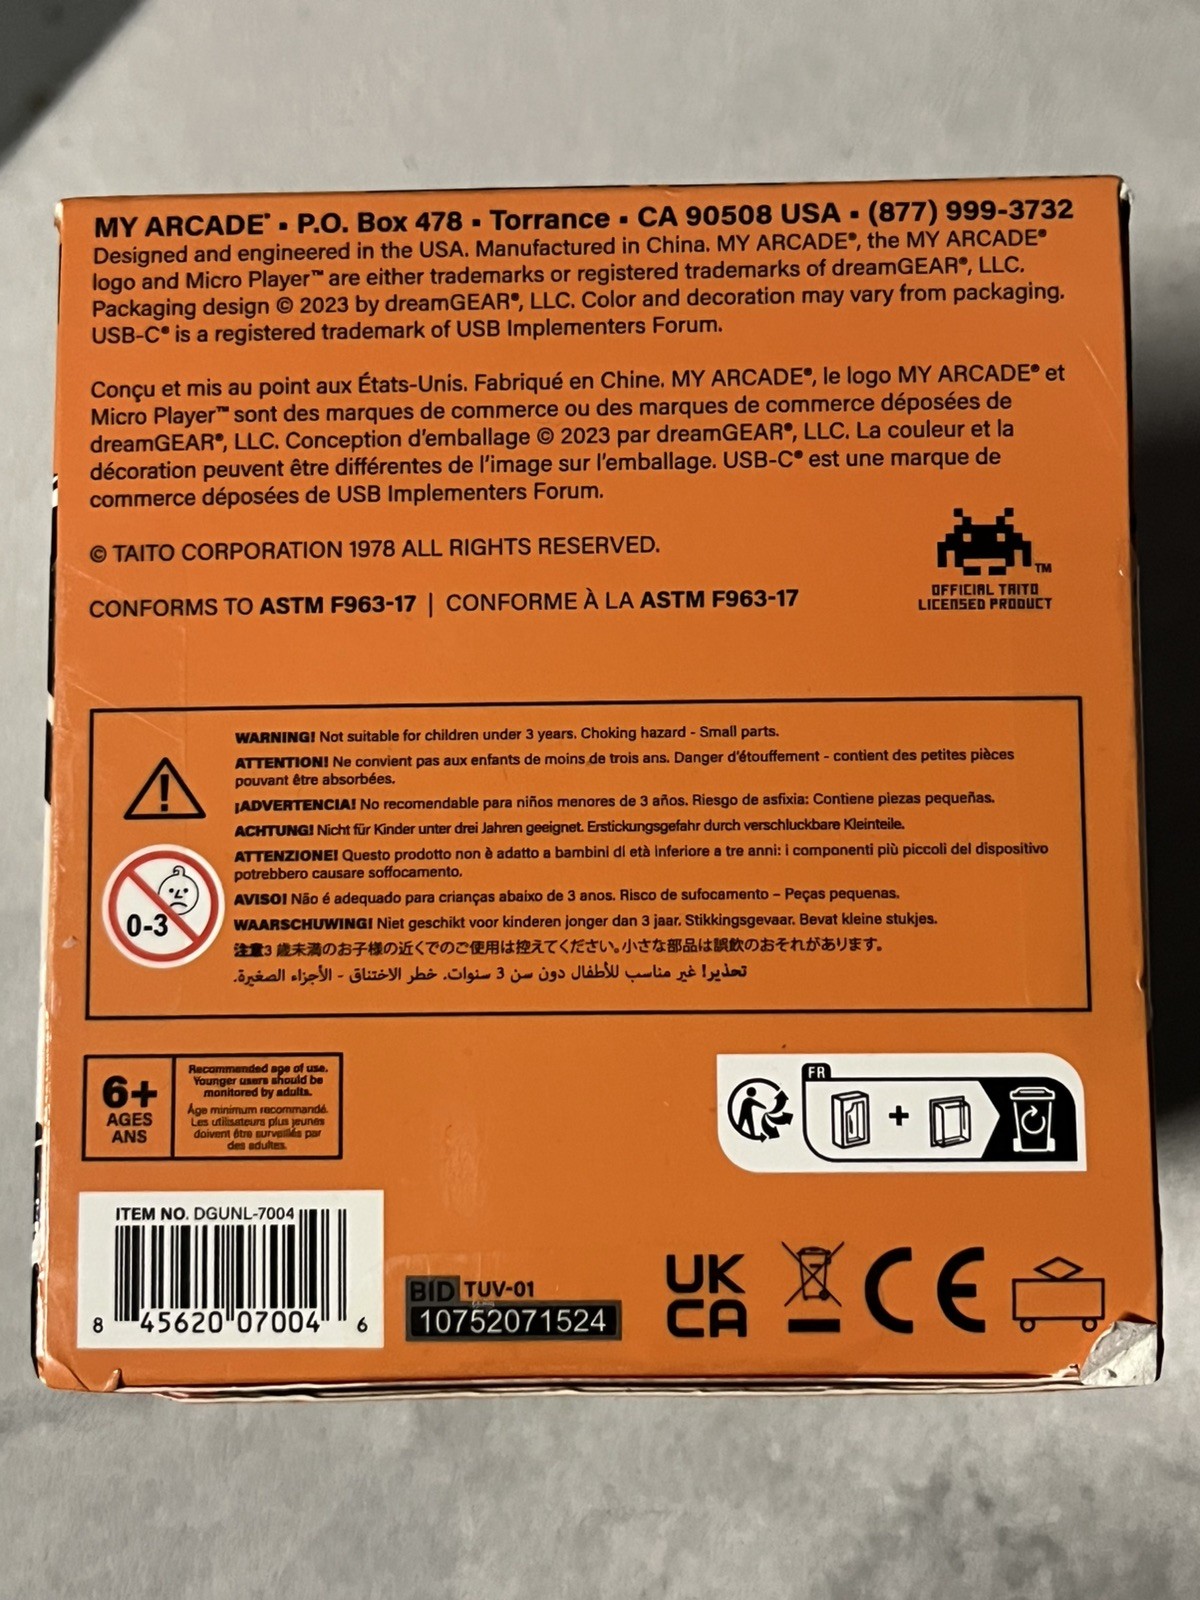 MY ARCADE® ▪ P.O. Box 478 ▪ Torrance ▪ CA 90508 USA ▪ (877) 999-3732
Designed and engineered in the USA. Manufactured in China. MY ARCADE®, the MY ARCADE®
logo and Micro Player™ are either trademarks or registered trademarks of dreamGEAR®, LLC.
Packaging design © 2023 by dreamGEAR®, LLC. Color and decoration may vary from packaging.
USB-C® is a registered trademark of USB Implementers Forum.
Conçu et mis au point aux États-Unis. Fabriqué en Chine. MY ARCADE®, le logo MY ARCADE® et
Micro Player™ sont des marques de commerce ou des marques de commerce déposées de
dreamGEAR®, LLC. Conception d'emballage © 2023 par dreamGEAR®, LLC. La couleur et la
décoration peuvent être différentes de l'image sur l'emballage. USB-C® est une marque de
commerce déposées de USB Implementers Forum.
© TAITO CORPORATION 1978 ALL RIGHTS RESERVED.
CONFORMS TO ASTM F963-17 | CONFORME À LA ASTM F963-17
TM
OFFICIAL TAITO
LICENSED PRODUCT
WARNING! Not suitable for children under 3 years. Choking hazard - Small parts.
ATTENTION! Ne convient pas aux enfants de moins de trois ans. Danger d'étouffement - contient des petites pièces
pouvant être absorbées.
¡ADVERTENCIA! No recomendable para niños menores de 3 años. Riesgo de asfixia: Contiene piezas pequeñas.
ACHTUNG! Nicht für Kinder unter drei Jahren geeignet. Erstickungsgefahr durch verschluckbare Kleinteile.
ATTENZIONE! Questo prodotto non è adatto a bambini di età inferiore a tre anni: i componenti più piccoli del dispositivo
potrebbero causare soffocamento.
AVISO! Não é adequado para crianças abaixo de 3 anos. Risco de sufocamento – Peças pequenas.
WAARSCHUWING! Niet geschikt voor kinderen jonger dan 3 jaar. Stikkingsgevaar. Bevat kleine stukjes.
注意3 歳未満のお子様の近くでのご使用は控えてください。小さな部品は誤飲のおそれがあります。
تحذير! غير مناسب للأطفال دون سن 3 سنوات. خطر الاختناق - الأجزاء الصغيرة.
0-3
6+
AGES
ANS
Recommended age of use.
Younger users should be
monitored by adults.
Âge minimum recommandé.
Les utilisateurs plus jeunes
doivent être surveillés par
des adultes.
FR
+
ITEM NO. DGUNL-7004
8 45620 07004 6
BID TUV-01
10752071524
UK
CA
CE